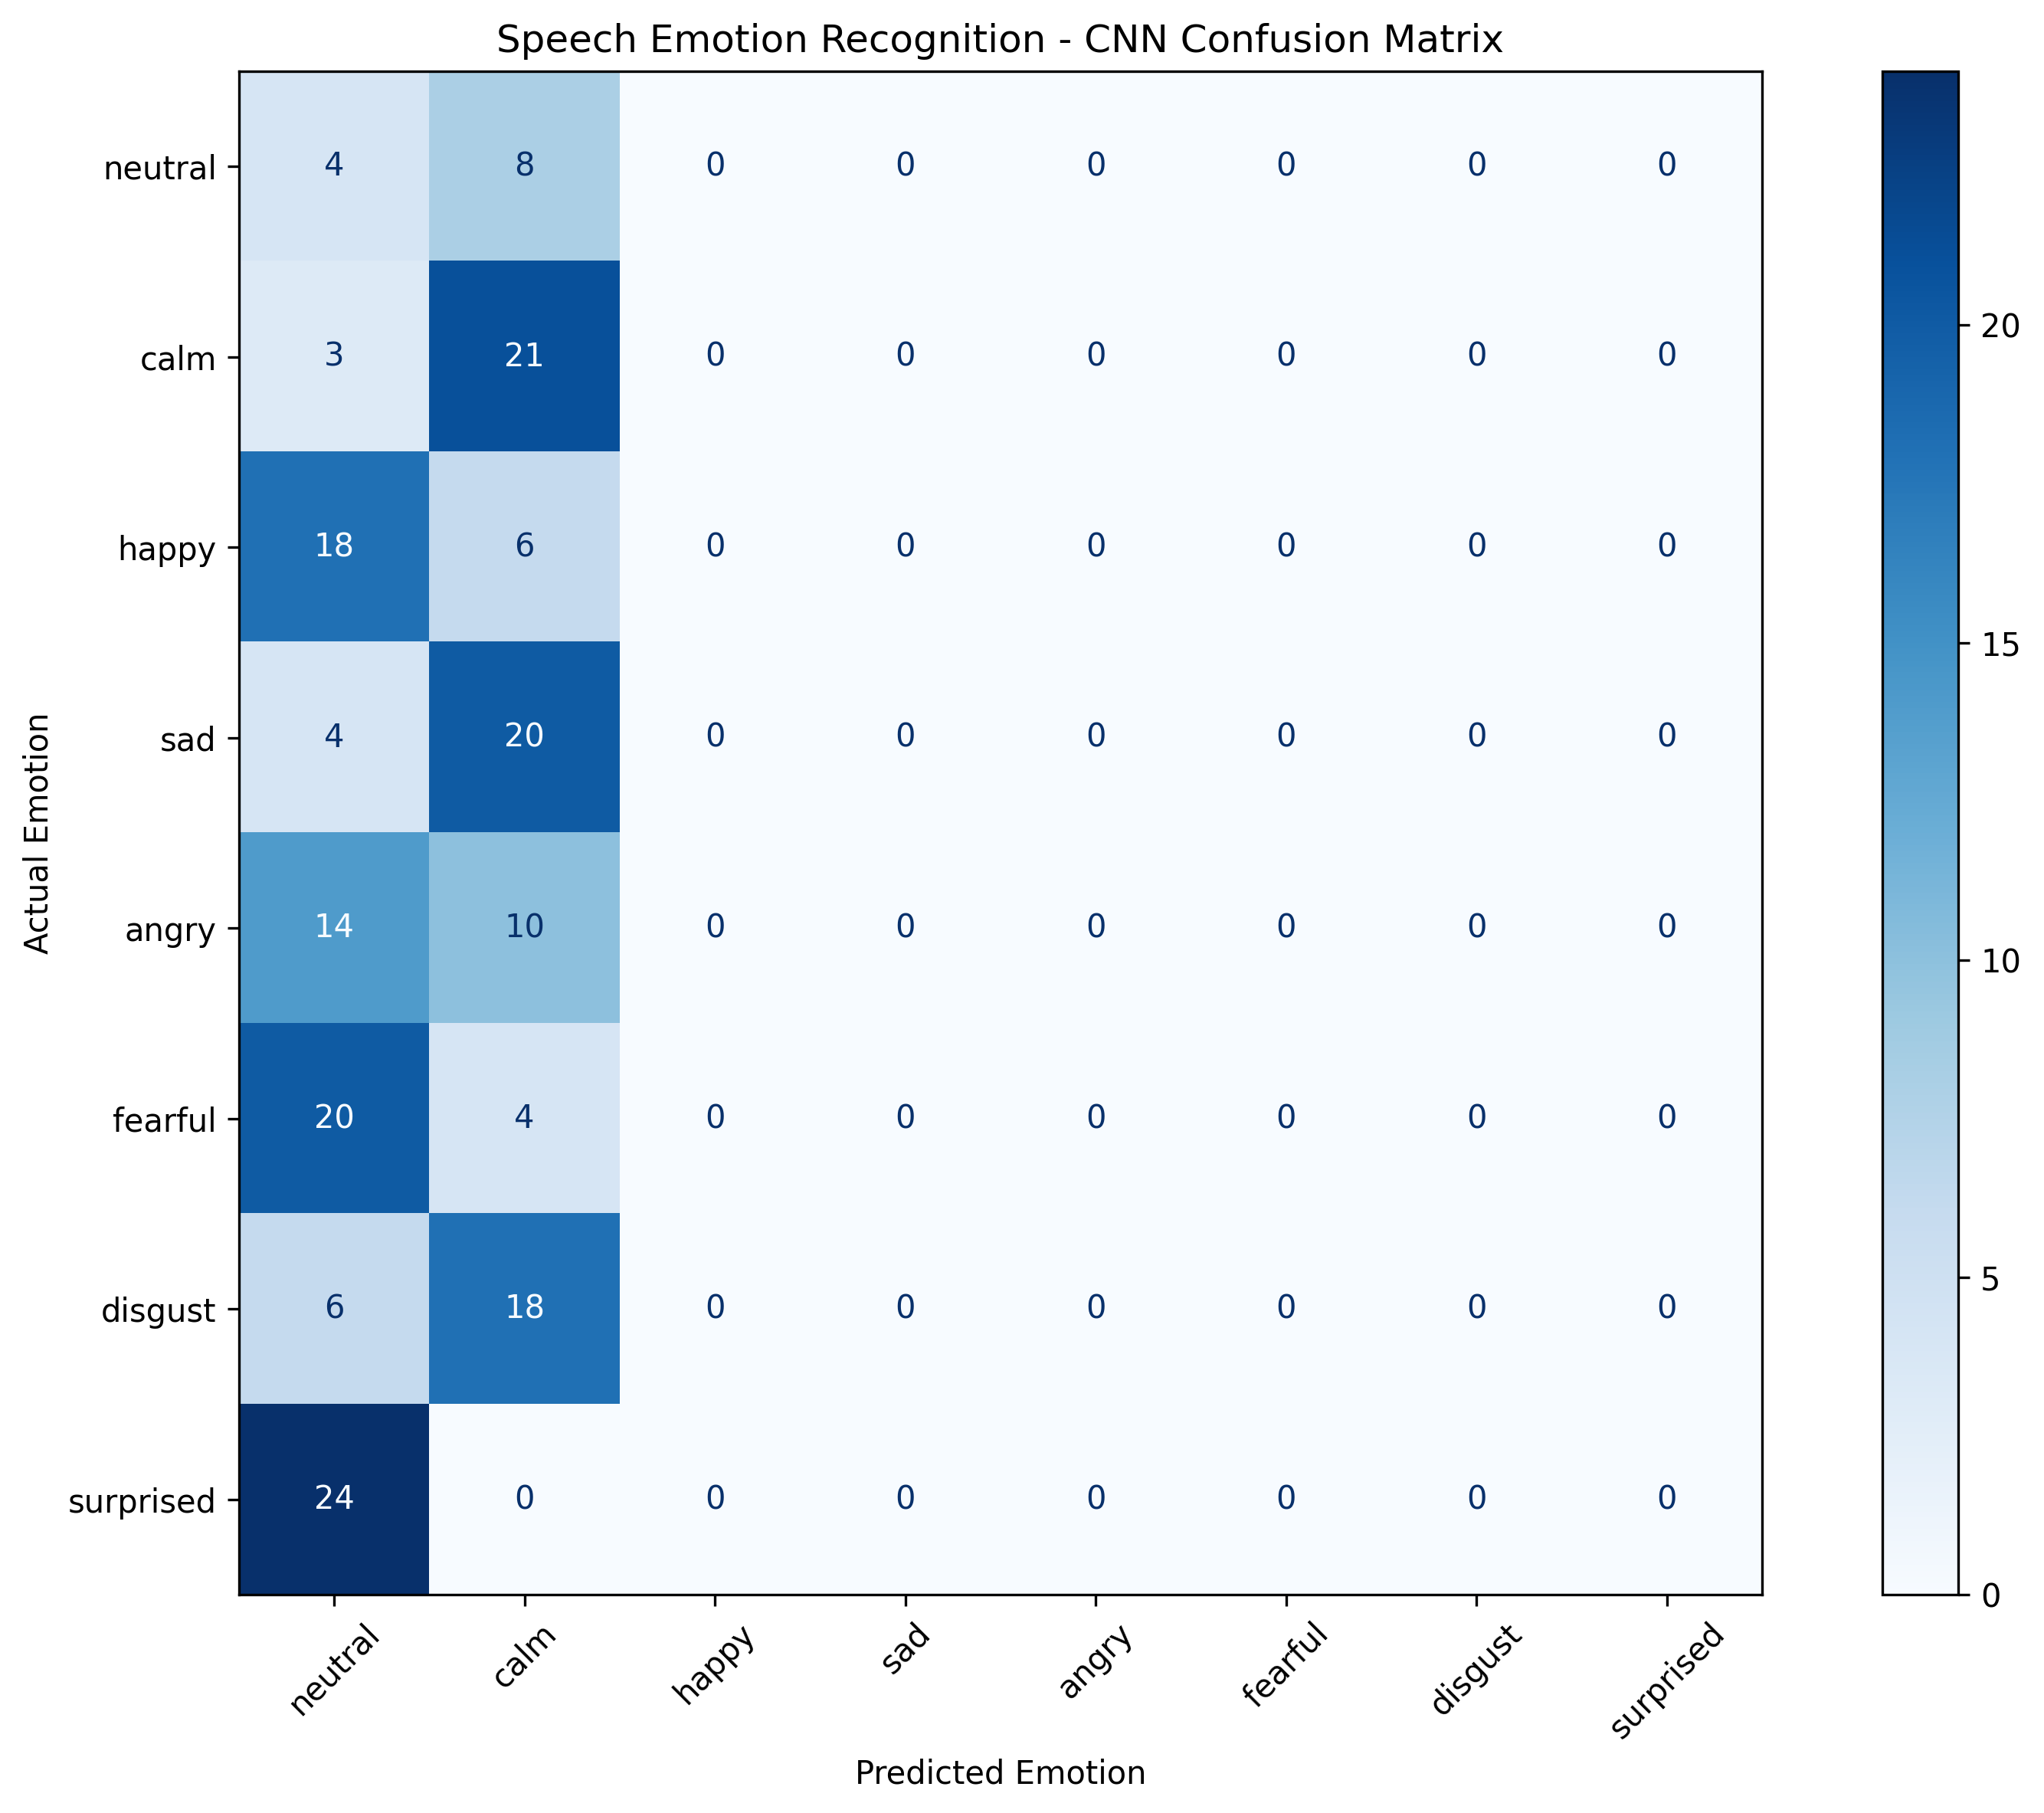 Speech Emotion Recognition - CNN Confusion Matrix
neutral 4 8 0 0 0 0 0 0
calm 3 21 0 0 0 0 0 0
happy 18 6 0 0 0 0 0 0
sad 4 20 0 0 0 0 0 0
angry 14 10 0 0 0 0 0 0
fearful 20 4 0 0 0 0 0 0
disgust 6 18 0 0 0 0 0 0
surprised 24 0 0 0 0 0 0 0
Actual Emotion
neutral calm happy sad angry fearful disgust surprised
Predicted Emotion
20
15
10
5
0